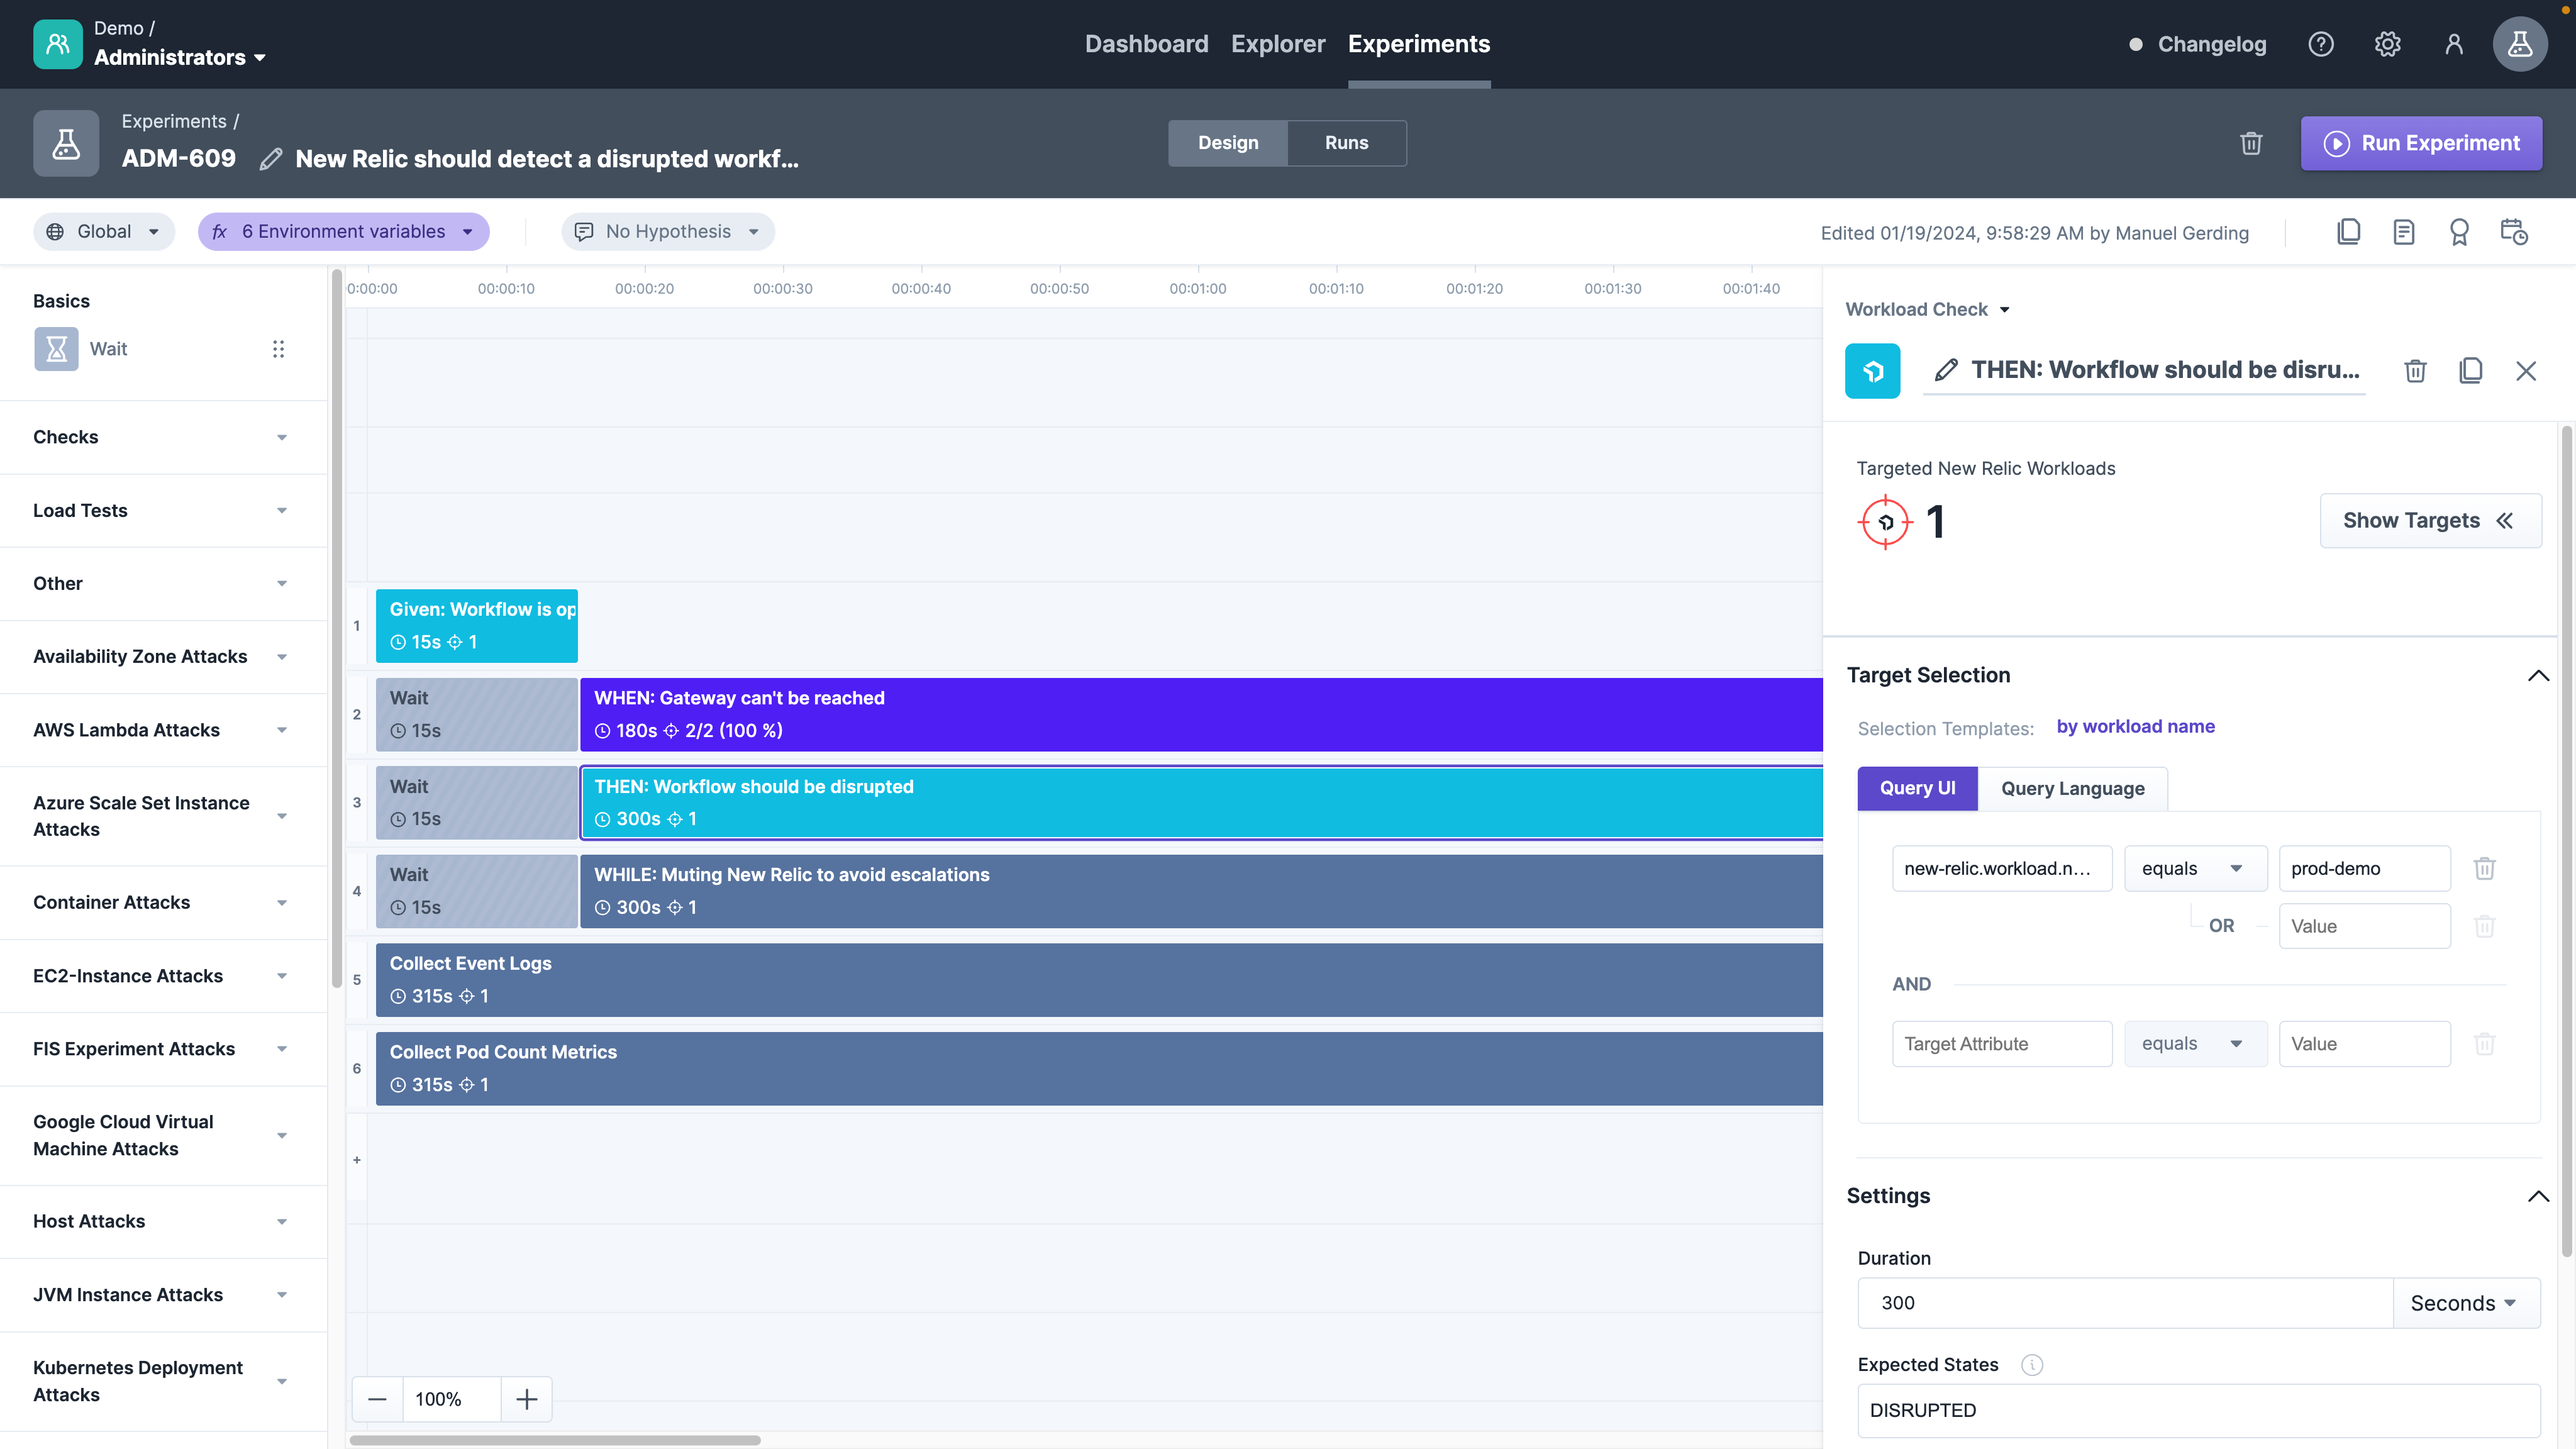 Demo /
Administrators
Dashboard
Explorer
Experiments
Changelog
Experiments /
ADM-609
New Relic should detect a disrupted workf...
Design
Runs
Run Experiment
Global
fx 6 Environment variables
No Hypothesis
Edited 01/19/2024, 9:58:29 AM by Manuel Gerding
Basics
Wait
Checks
Load Tests
Other
Availability Zone Attacks
AWS Lambda Attacks
Azure Scale Set Instance
Attacks
Container Attacks
EC2-Instance Attacks
FIS Experiment Attacks
Google Cloud Virtual
Machine Attacks
Host Attacks
JVM Instance Attacks
Kubernetes Deployment
Attacks
0:00:00
00:00:10
00:00:20
00:00:30
00:00:40
00:00:50
00:01:00
00:01:10
00:01:20
00:01:30
00:01:40
1
Given: Workflow is op
15s 1
2
Wait
15s
WHEN: Gateway can't be reached
180s 2/2 (100 %)
3
Wait
15s
THEN: Workflow should be disrupted
300s 1
4
Wait
15s
WHILE: Muting New Relic to avoid escalations
300s 1
5
Collect Event Logs
315s 1
6
Collect Pod Count Metrics
315s 1
+
100%
Workload Check
THEN: Workflow should be disru...
Targeted New Relic Workloads
1
Show Targets
Target Selection
Selection Templates: by workload name
Query UI
Query Language
new-relic.workload.n...
equals
prod-demo
OR
Value
AND
Target Attribute
equals
Value
Settings
Duration
300
Seconds
Expected States
DISRUPTED